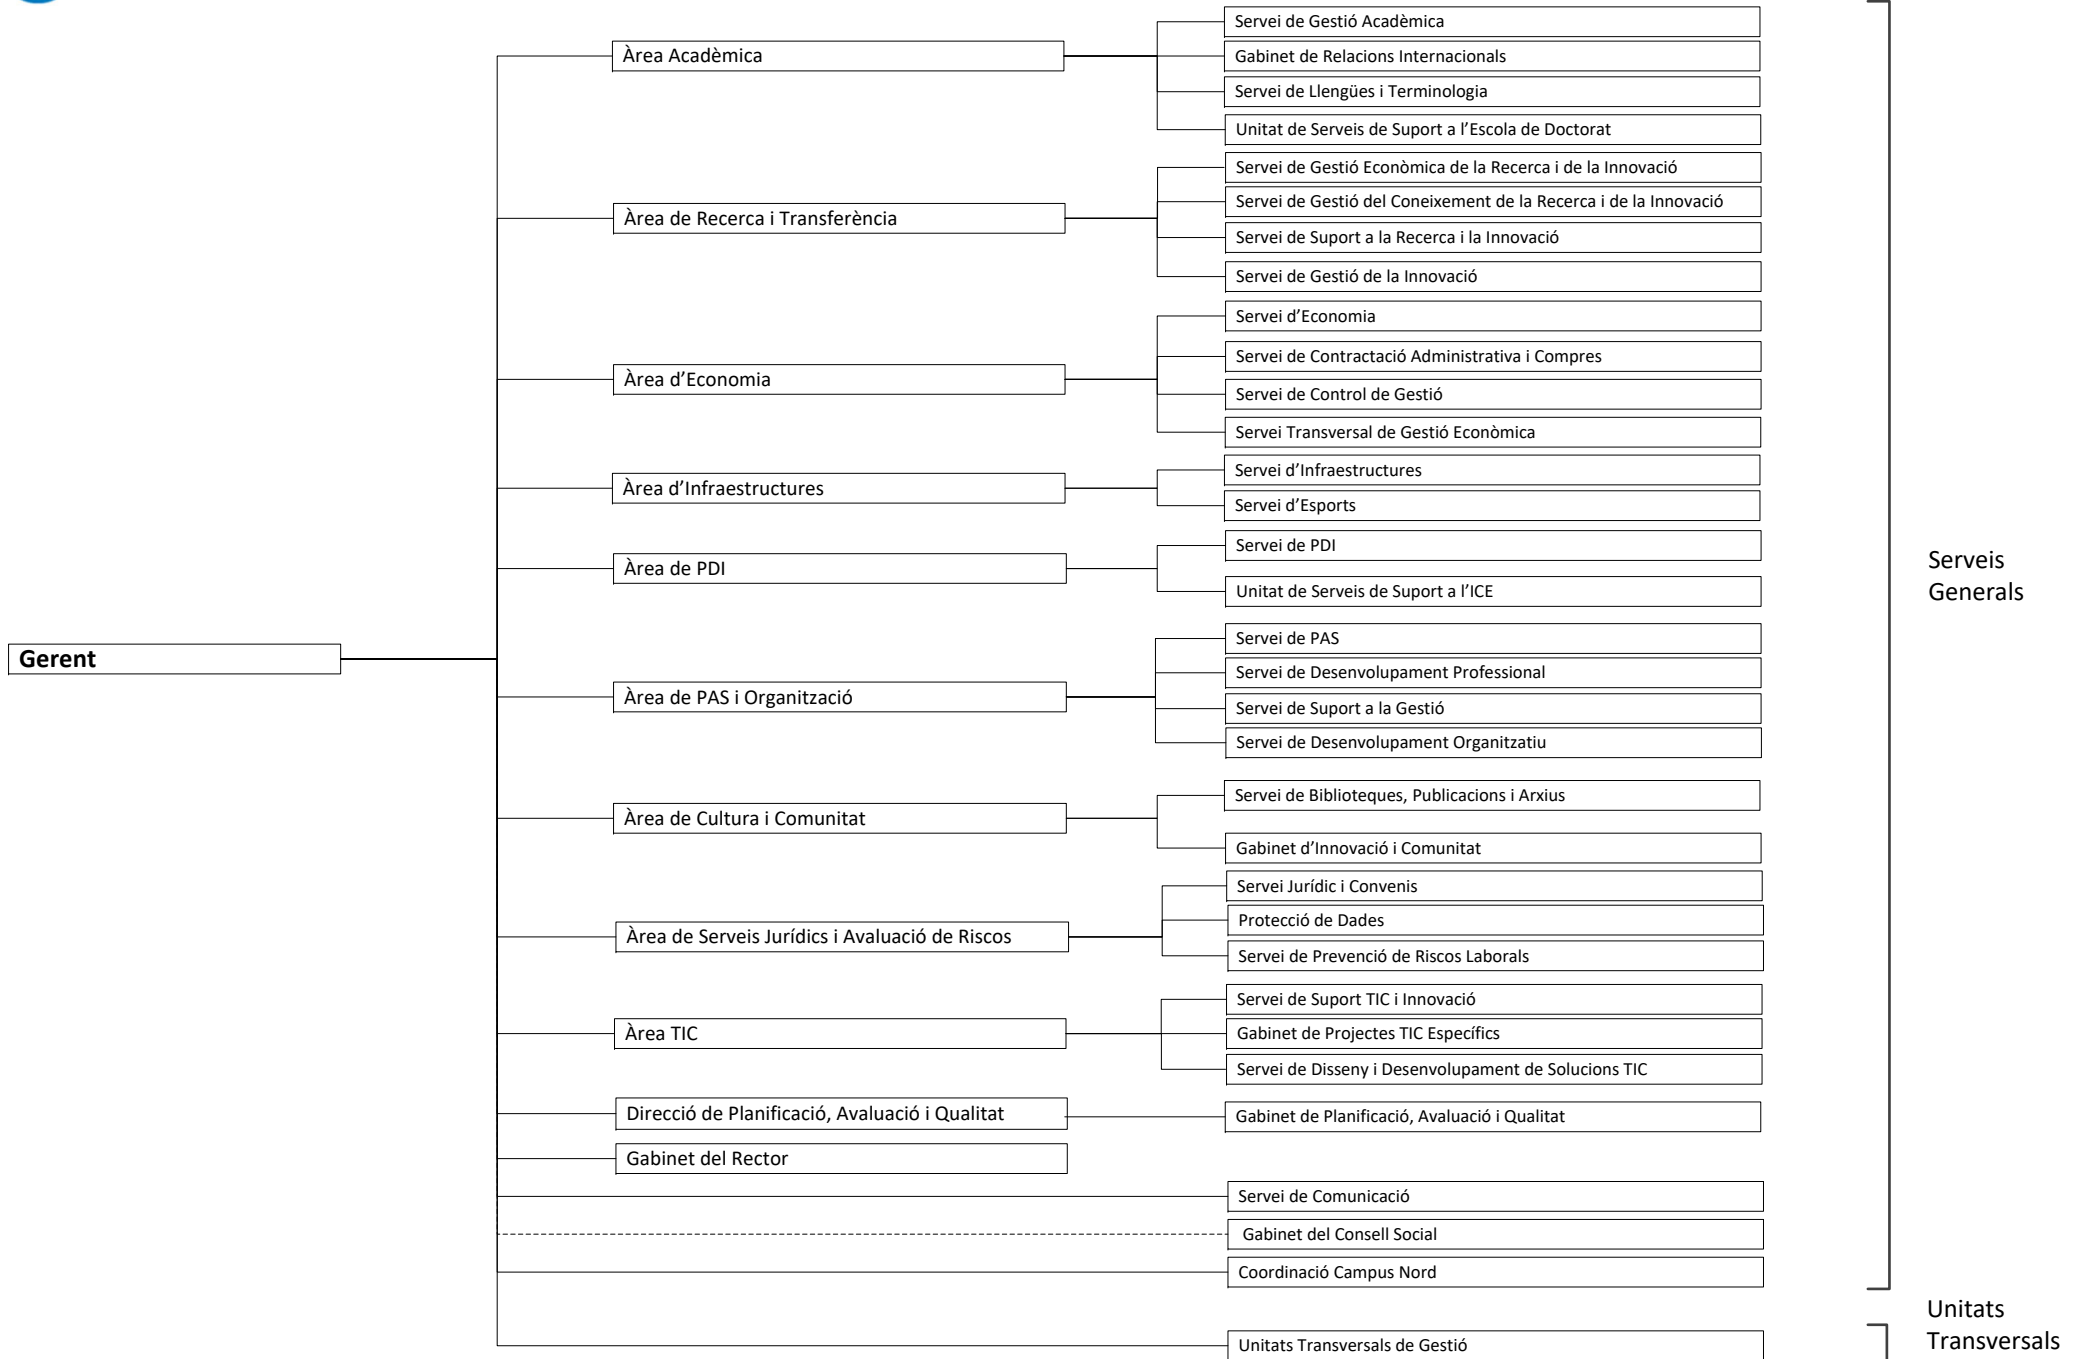 Servei de Gestió Acadèmica
Àrea Acadèmica
Gabinet de Relacions Internacionals
Servei de Llengües i Terminologia
Unitat de Serveis de Suport a l’Escola de Doctorat
Servei de Gestió Econòmica de la Recerca i de la Innovació
Servei de Gestió del Coneixement de la Recerca i de la Innovació
Àrea de Recerca i Transferència
Servei de Suport a la Recerca i la Innovació
Servei de Gestió de la Innovació
Servei d’Economia
Servei de Contractació Administrativa i Compres
Àrea d’Economia
Servei de Control de Gestió
Servei Transversal de Gestió Econòmica
Servei d’Infraestructures
Àrea d’Infraestructures
Servei d’Esports
Servei de PDI
Àrea de PDI
Unitat de Serveis de Suport a l’ICE
Serveis
Generals
Servei de PAS
Gerent
Servei de Desenvolupament Professional
Àrea de PAS i Organització
Servei de Suport a la Gestió
Servei de Desenvolupament Organitzatiu
Servei de Biblioteques, Publicacions i Arxius
Àrea de Cultura i Comunitat
Gabinet d’Innovació i Comunitat
Servei Jurídic i Convenis
Protecció de Dades
Àrea de Serveis Jurídics i Avaluació de Riscos
Servei de Prevenció de Riscos Laborals
Servei de Suport TIC i Innovació
Àrea TIC
Gabinet de Projectes TIC Específics
Servei de Disseny i Desenvolupament de Solucions TIC
Direcció de Planificació, Avaluació i Qualitat
Gabinet de Planificació, Avaluació i Qualitat
Gabinet del Rector
Servei de Comunicació
Gabinet del Consell Social
Coordinació Campus Nord
Unitats
Transversals
Unitats Transversals de Gestió